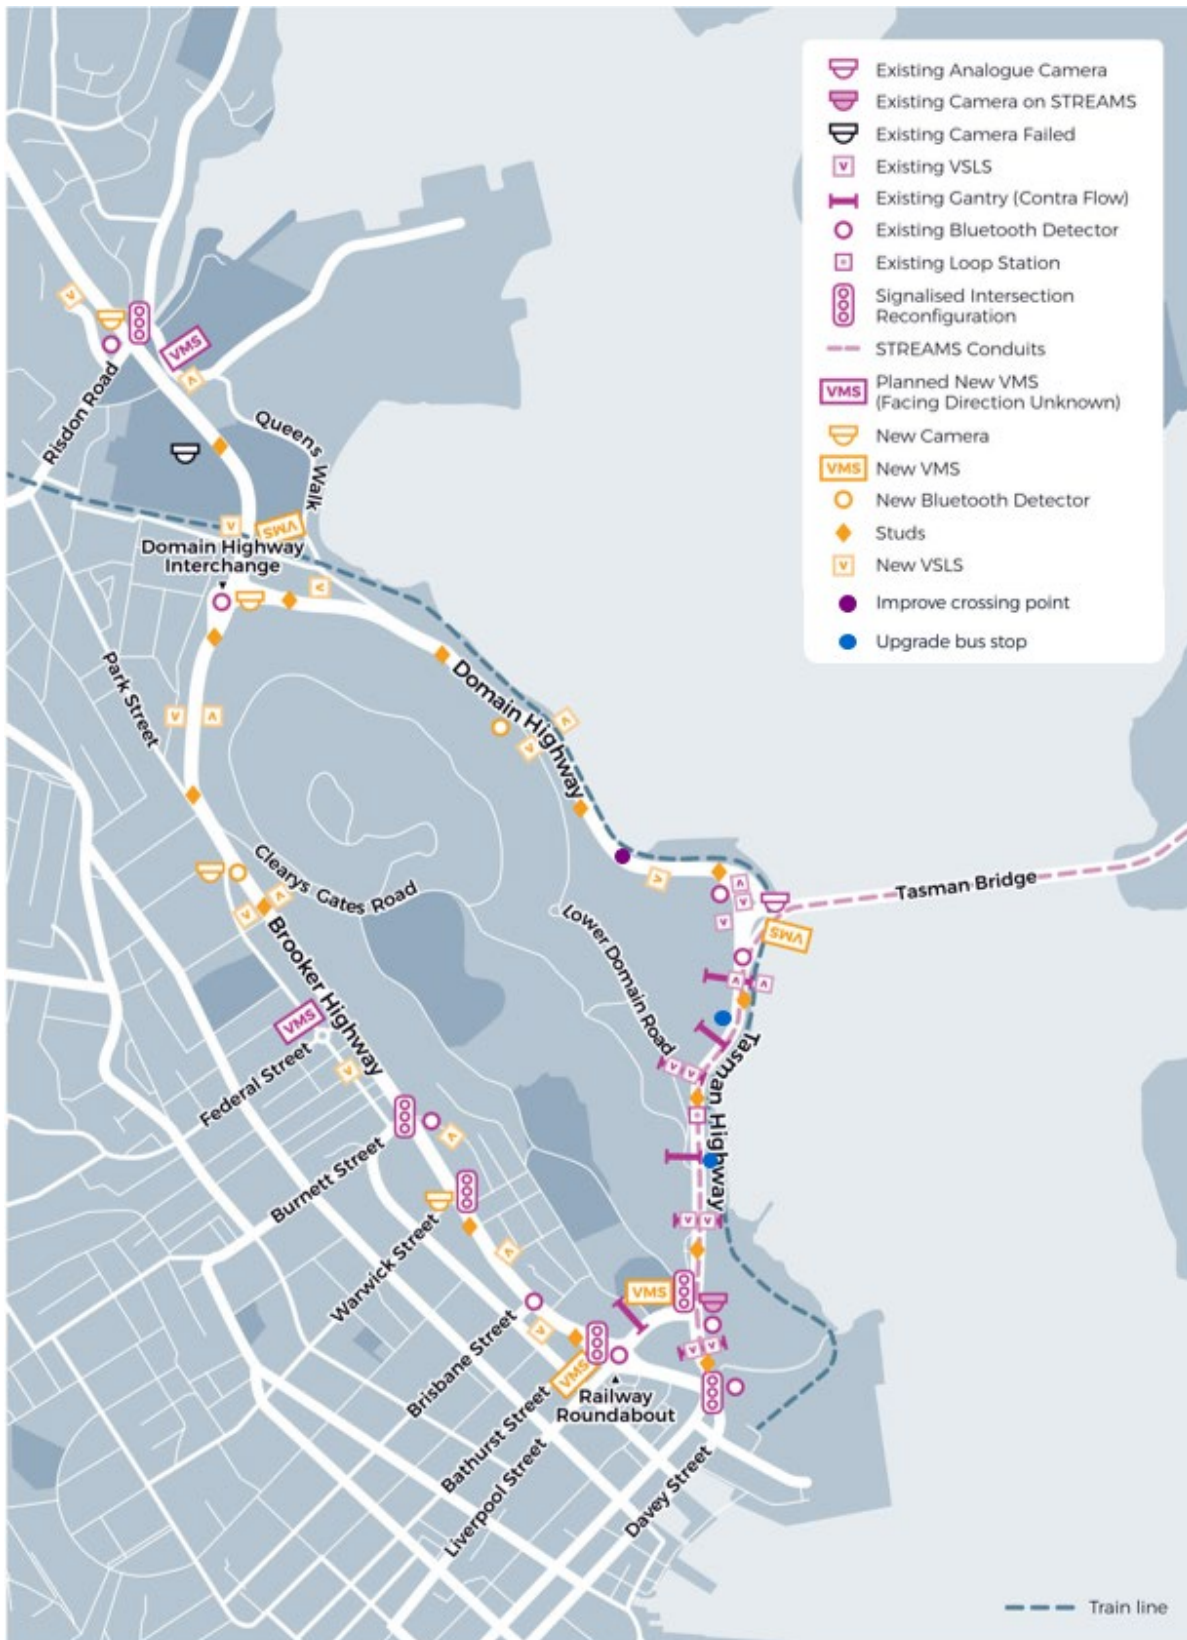 Existing Analogue Camera
Existing Camera on STREAMS
Existing Camera Failed
V Existing VSLS
Existing Gantry (Contra Flow)
Existing Bluetooth Detector
Existing Loop Station
Signalised Intersection
Reconfiguration
STREAMS Conduits
VMS Planned New VMS
(Facing Direction Unknown)
New Camera
VMS New VMS
New Bluetooth Detector
Studs
V New VSLS
Improve crossing point
Upgrade bus stop
V
VMS
V
Risdon Road
Queens Walk
V
VMS
Domain Highway
Interchange
V
Park Street
V
V
Domain Highway
V
V
Clearys Gates Road
V
Tasman Bridge
V
V
V
V
V
Lower Domain Road
VMS
Brooker Highway
V
V
VMS
Federal Street
V
V
V
Tasman Highway
Burnett Street
V
V
V
Warwick Street
V
VMS
Brisbane Street
V
V
V
VMS
Bathurst Street
Railway
Roundabout
Liverpool Street
Davey Street
Train line